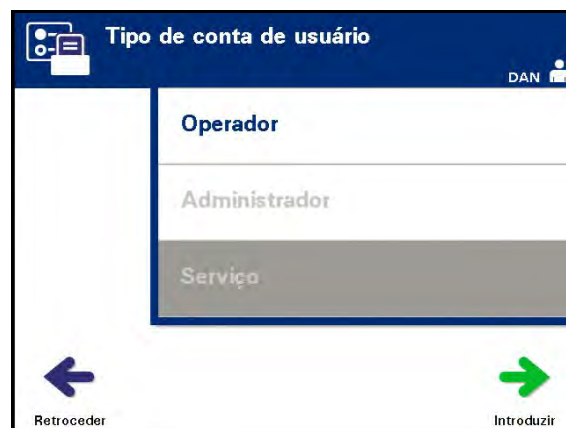 Tipo de conta de usuário
DAN
Operador
Administrador
Serviço
Retroceder
Introduzir